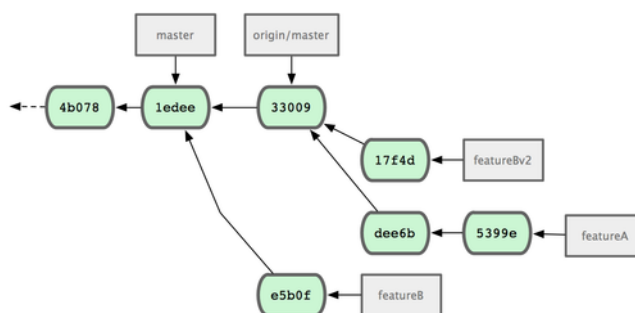 master
origin/master
4b078
1edee
33009
17f4d
featureBv2
dee6b
5399e
featureA
e5b0f
featureB